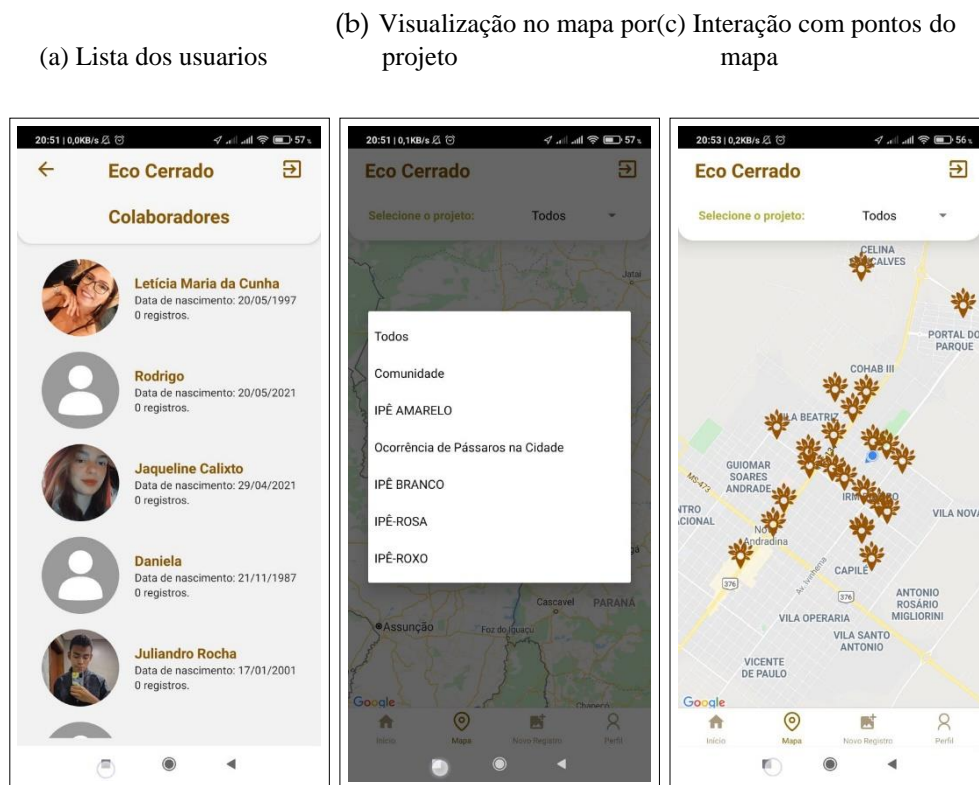 (a) Lista dos usuarios
(b) Visualização no mapa por
projeto
(c) Interação com pontos do
mapa
20:51 | 0,0KB/s
57%
Eco Cerrado
Colaboradores
Letícia Maria da Cunha
Data de nascimento: 20/05/1997
0 registros.
Rodrigo
Data de nascimento: 20/05/2021
0 registros.
Jaqueline Calixto
Data de nascimento: 29/04/2021
0 registros.
Daniela
Data de nascimento: 21/11/1987
0 registros.
Juliandro Rocha
Data de nascimento: 17/01/2001
0 registros.
20:51 | 0,1KB/s
57%
Eco Cerrado
Selecione o projeto: Todos
Jataí
Todos
Comunidade
IPÊ AMARELO
Ocorrência de Pássaros na Cidade
IPÊ BRANCO
IPÊ-ROSA
IPÊ-ROXO
Cascavel
PARANÁ
Assunção
Foz do Iguaçu
Chapecó
Google
Início
Mapa
Novo Registro
Perfil
20:53 | 0,2KB/s
56%
Eco Cerrado
Selecione o projeto: Todos
CELINA
PORTAL DO
PARQUE
COHAB III
GUIOMAR
SOARES
ANDRADE
MS-473
VILA NOVA
Andradina
CAPILÉ
376
376
Av. Ivinhema
ANTONIO
ROSÁRIO
MIGLIORINI
VILA OPERARIA
VILA SANTO
ANTONIO
VICENTE
DE PAULO
Google
Início
Mapa
Novo Registro
Perfil